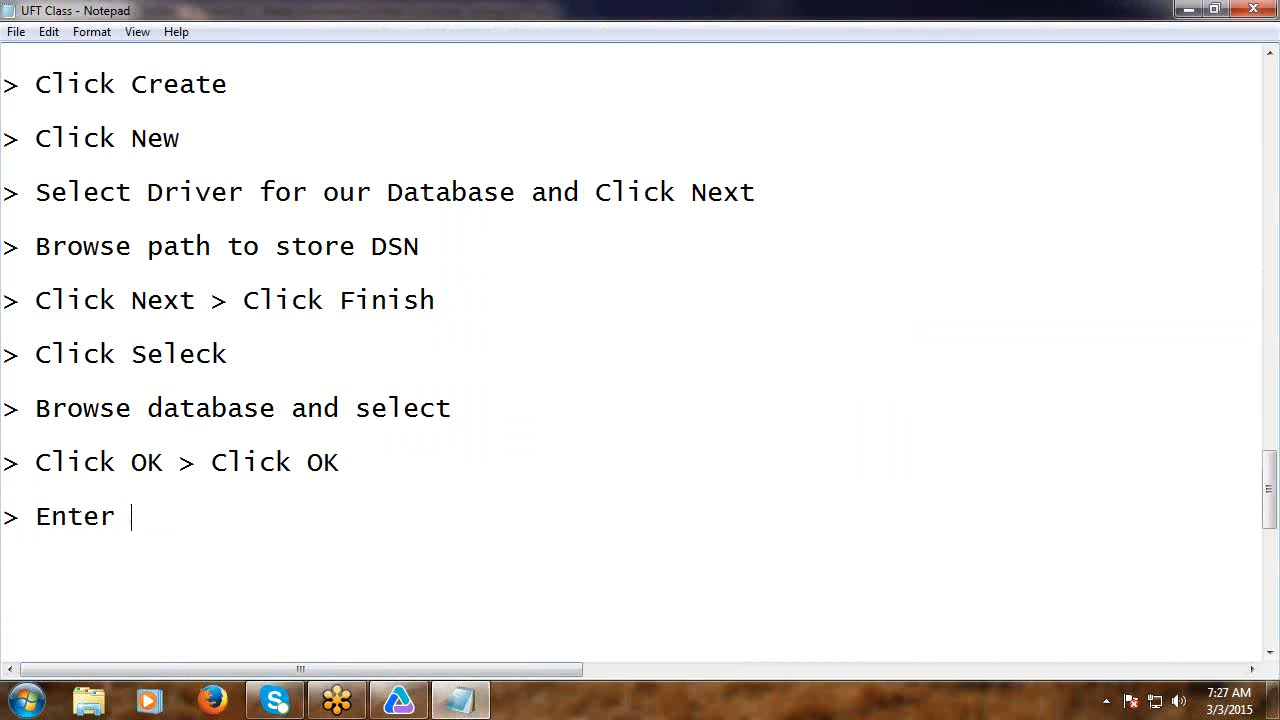 UFT Class - Notepad
File Edit Format View Help
> Click Create
> Click New
> Select Driver for our Database and Click Next
> Browse path to store DSN
> Click Next > Click Finish
> Click Seleck
> Browse database and select
> Click OK > Click OK
> Enter
7:27 AM
3/3/2015